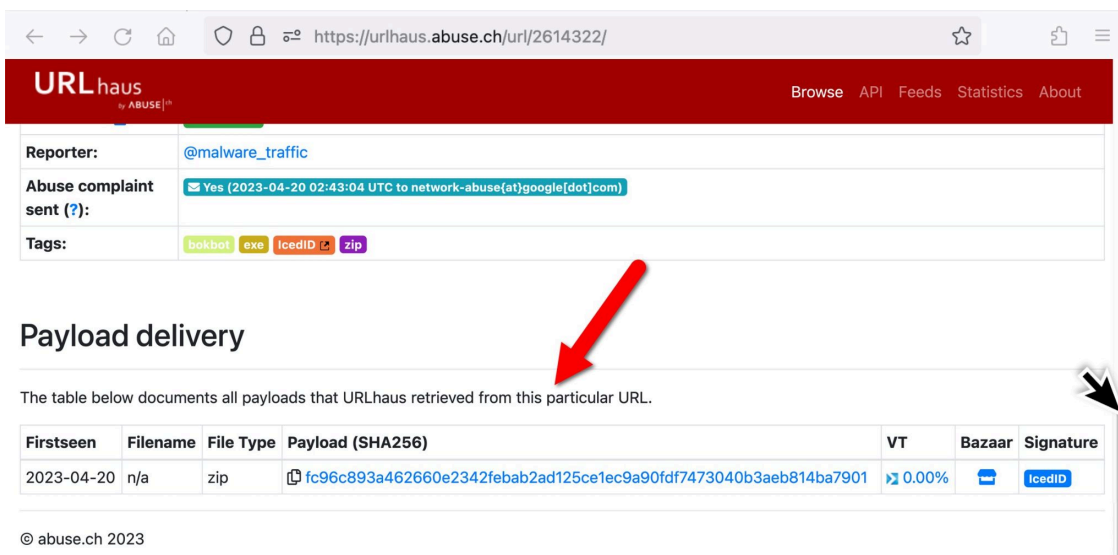 https://urlhaus.abuse.ch/url/2614322/
URLhaus
by ABUSE|ch
Browse API Feeds Statistics About
Reporter: @malware_traffic
Abuse complaint sent (?): Yes (2023-04-20 02:43:04 UTC to network-abuse{at}google[dot]com)
Tags: bokbot exe IcedID zip
Payload delivery
The table below documents all payloads that URLhaus retrieved from this particular URL.
Firstseen Filename File Type Payload (SHA256) VT Bazaar Signature
2023-04-20 n/a zip fc96c893a462660e2342febab2ad125ce1ec9a90fdf7473040b3aeb814ba7901 0.00% IcedID
© abuse.ch 2023